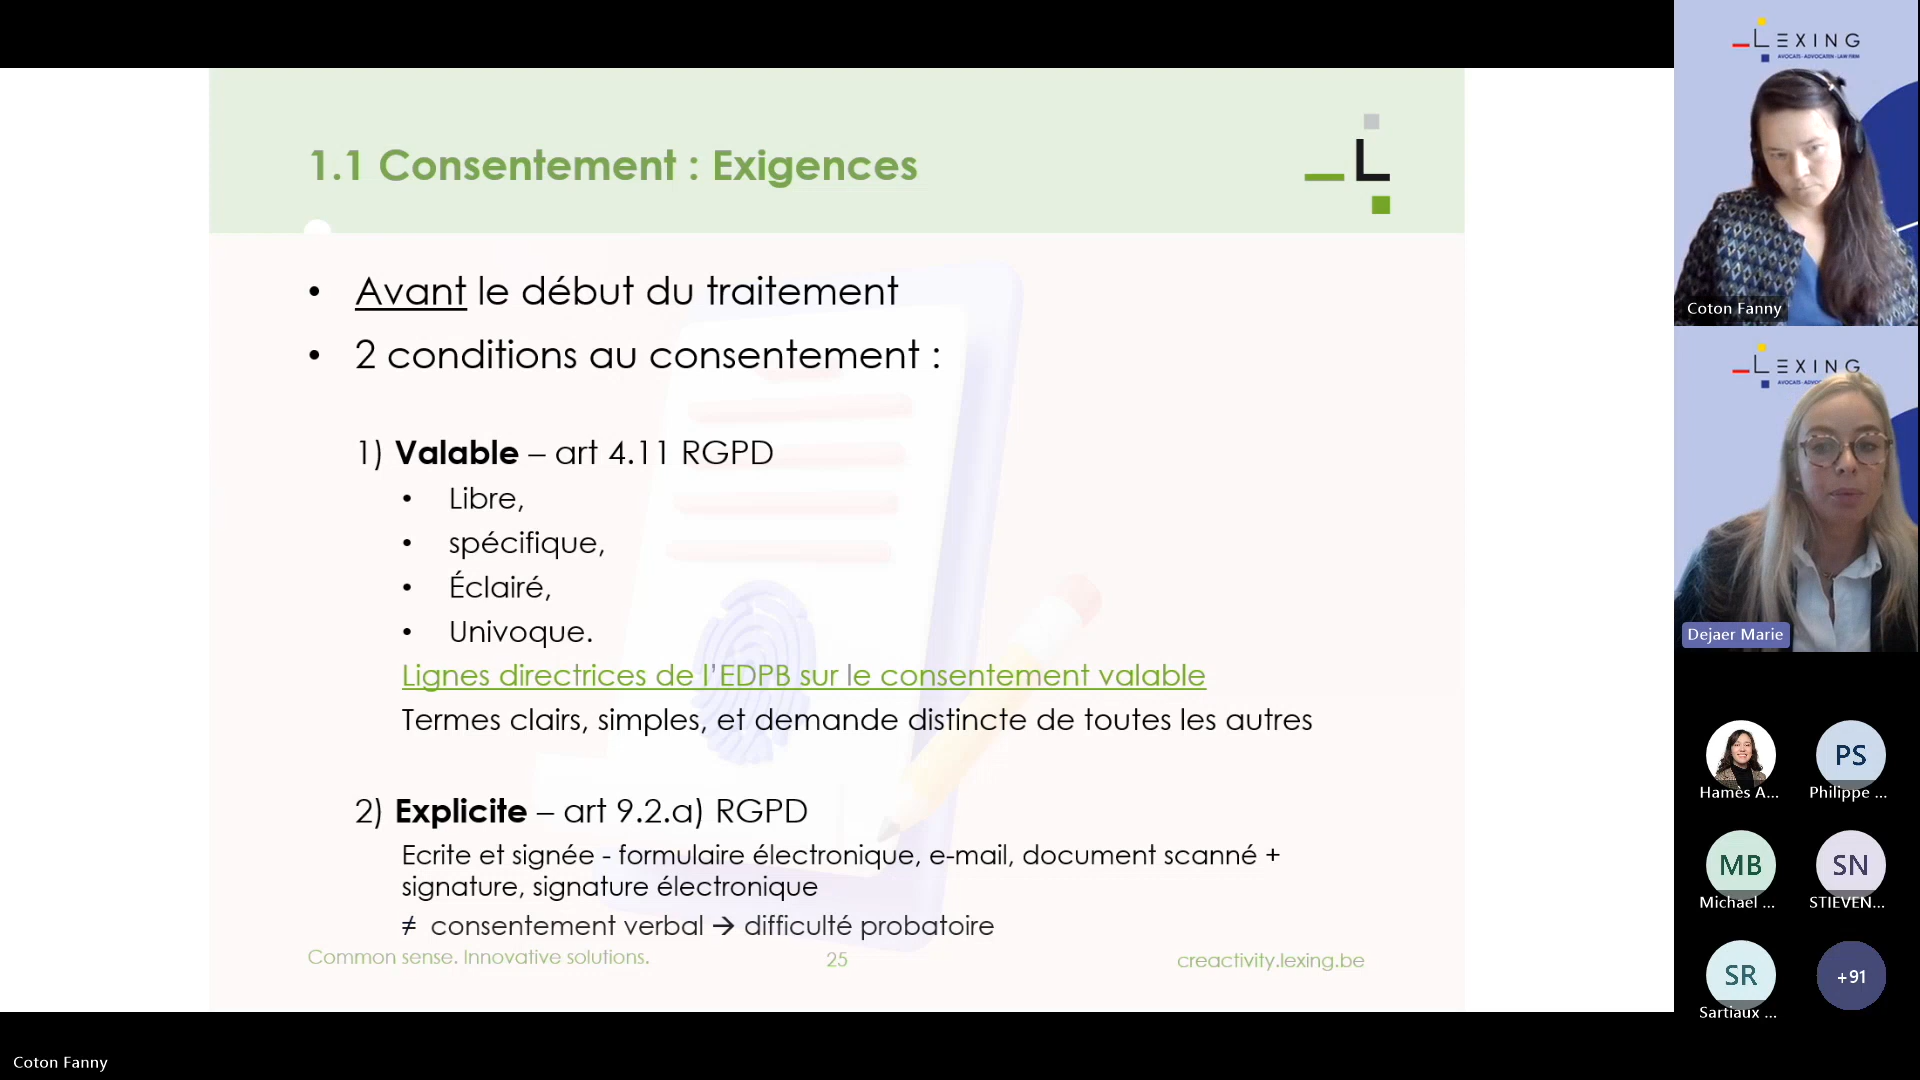 1.1 Consentement : Exigences
L
• Avant le début du traitement
• 2 conditions au consentement :
1) Valable – art 4.11 RGPD
• Libre,
• spécifique,
• Éclairé,
• Univoque.
Lignes directrices de l’EDPB sur le consentement valable
Termes clairs, simples, et demande distincte de toutes les autres
2) Explicite – art 9.2.a) RGPD
Ecrite et signée - formulaire électronique, e-mail, document scanné +
signature, signature électronique
≠ consentement verbal → difficulté probatoire
Common sense. Innovative solutions.
25
creactivity.lexing.be
LEXING
AVOCATS - ADVOCATEN - LAW FIRM
Coton Fanny
LEXING
AVOCATS - ADVO
Dejaer Marie
Hamès A...
PS
Philippe ...
MB
Michael ...
SN
STIEVEN...
SR
Sartiaux ...
+91
Coton Fanny